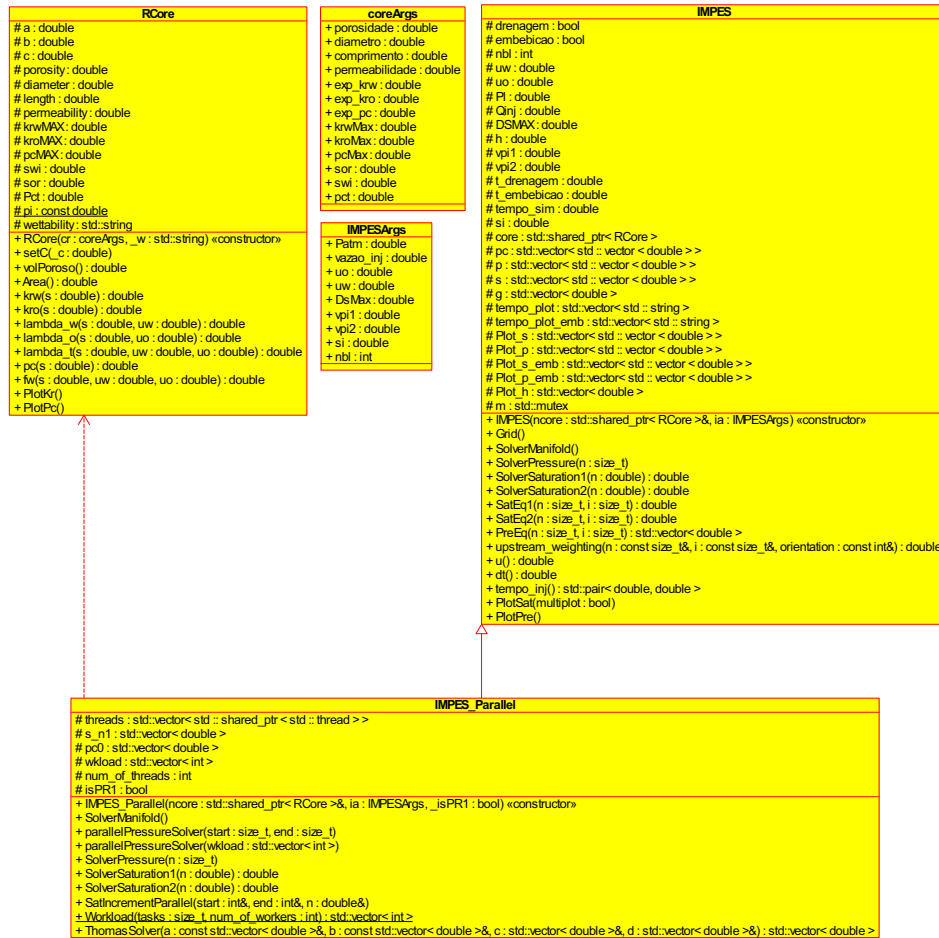 RCore
# a : double
# b : double
# c : double
# porosity : double
# diameter : double
# length : double
# permeability : double
# krwMAX : double
# kroMAX : double
# pcMAX : double
# swi : double
# sor : double
# Pct : double
# pi : const double
# wettability : std::string
+ RCore(cr : coreArgs, _w : std::string) «constructor»
+ setC(_c : double)
+ volPoroso() : double
+ Area() : double
+ krw(s : double) : double
+ kro(s : double) : double
+ lambda_w(s : double, uw : double) : double
+ lambda_o(s : double, uo : double) : double
+ lambda_t(s : double, uw : double, uo : double) : double
+ pc(s : double) : double
+ fw(s : double, uw : double, uo : double) : double
+ PlotKr()
+ PlotPc()
coreArgs
+ porosidade : double
+ diametro : double
+ comprimento : double
+ permeabilidade : double
+ exp_krw : double
+ exp_kro : double
+ exp_pc : double
+ krwMax : double
+ kroMax : double
+ pcMax : double
+ sor : double
+ swi : double
+ pct : double
IMPESArgs
+ Patm : double
+ vazao_inj : double
+ uo : double
+ uw : double
+ DsMax : double
+ vpi1 : double
+ vpi2 : double
+ si : double
+ nbl : int
IMPES
# drenagem : bool
# embebicao : bool
# nbl : int
# uw : double
# uo : double
# Pl : double
# Qinj : double
# DSMAX : double
# h : double
# vpi1 : double
# vpi2 : double
# t_drenagem : double
# t_embebicao : double
# tempo_sim : double
# si : double
# core : std::shared_ptr< RCore >
# pc : std::vector< std :: vector < double > >
# p : std::vector< std :: vector < double > >
# s : std::vector< std :: vector < double > >
# g : std::vector< double >
# tempo_plot : std::vector< std :: string >
# tempo_plot_emb : std::vector< std :: string >
# Plot_s : std::vector< std :: vector < double > >
# Plot_p : std::vector< std :: vector < double > >
# Plot_s_emb : std::vector< std :: vector < double > >
# Plot_p_emb : std::vector< std :: vector < double > >
# Plot_h : std::vector< double >
# m : std::mutex
+ IMPES(ncore : std::shared_ptr< RCore >&, ia : IMPESArgs) «constructor»
+ Grid()
+ SolverManifold()
+ SolverPressure(n : size_t)
+ SolverSaturation1(n : double) : double
+ SolverSaturation2(n : double) : double
+ SatEq1(n : size_t, i : size_t) : double
+ SatEq2(n : size_t, i : size_t) : double
+ PreEq(n : size_t, i : size_t) : std::vector< double >
+ upstream_weighting(n : const size_t&, i : const size_t&, orientation : const int&) : double
+ u() : double
+ dt() : double
+ tempo_inj() : std::pair< double, double >
+ PlotSat(multiplot : bool)
+ PlotPre()
IMPES_Parallel
# threads : std::vector< std :: shared_ptr < std :: thread > >
# s_n1 : std::vector< double >
# pc0 : std::vector< double >
# wkload : std::vector< int >
# num_of_threads : int
# isPR1 : bool
+ IMPES_Parallel(ncore : std::shared_ptr< RCore >&, ia : IMPESArgs, _isPR1 : bool) «constructor»
+ SolverManifold()
+ parallelPressureSolver(start : size_t, end : size_t)
+ parallelPressureSolver(wkload : std::vector< int >)
+ SolverPressure(n : size_t)
+ SolverSaturation1(n : double) : double
+ SolverSaturation2(n : double) : double
+ SatIncrementParallel(start : int&, end : int&, n : double&)
+ Workload(tasks : size_t, num_of_workers : int) : std::vector< int >
+ ThomasSolver(a : const std::vector< double >&, b : const std::vector< double >&, c : std::vector< double >&, d : std::vector< double >&) : std::vector< double >